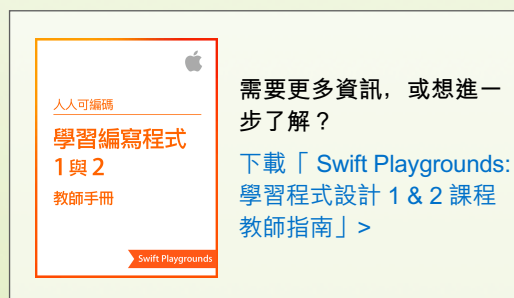 人人可編碼
學習編寫程式
1與2
教師手冊
Swift Playgrounds
需要更多資訊，或想進一
步了解？
下載「 Swift Playgrounds:
學習程式設計 1 & 2 課程
教師指南」>